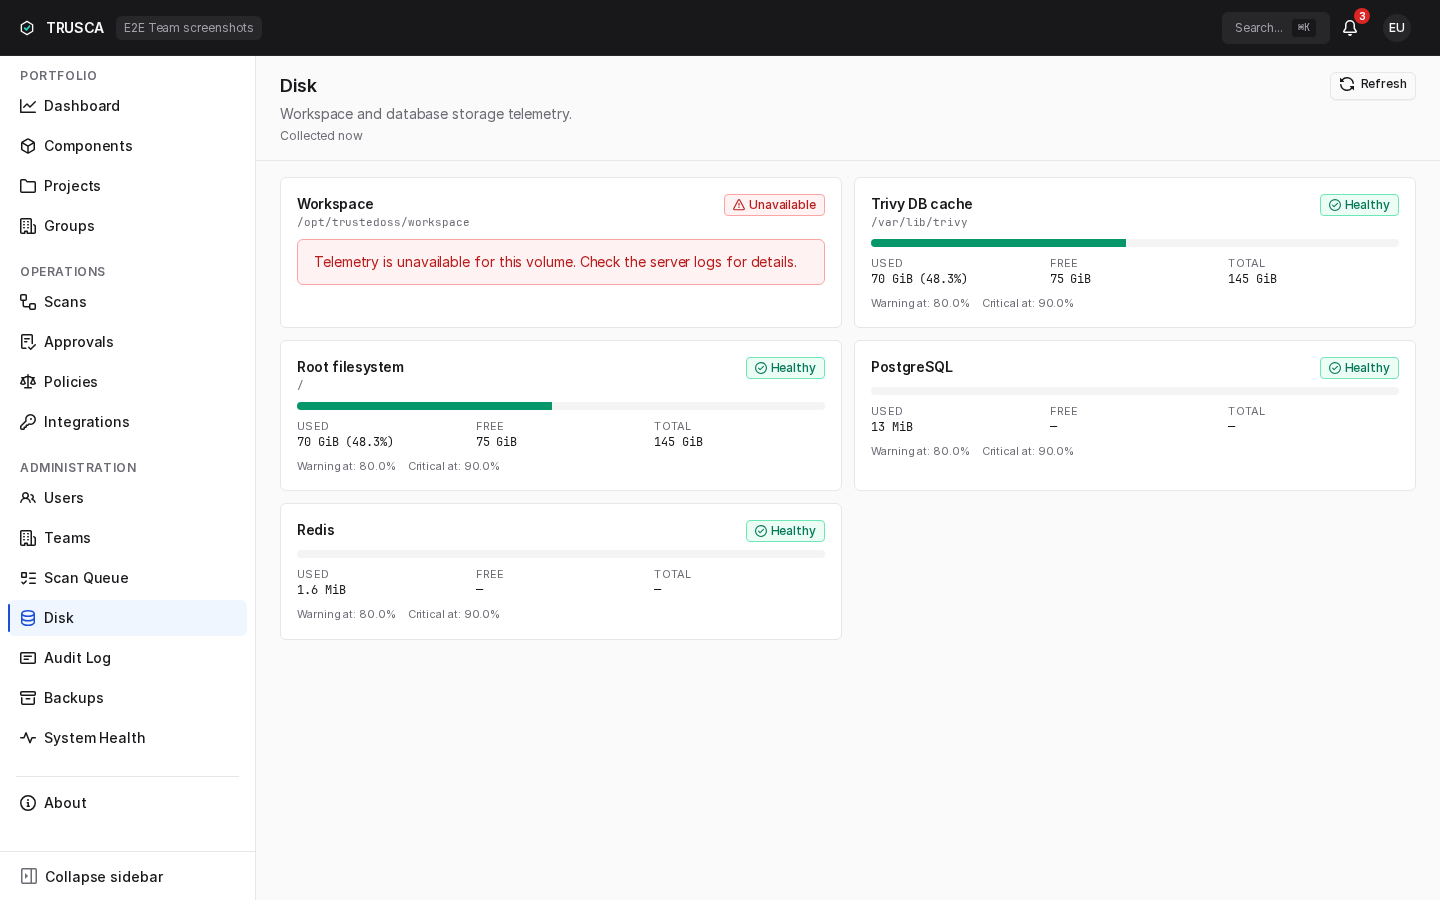 TRUSCA
E2E Team screenshots
Search...
⌘K
3
EU
PORTFOLIO
Dashboard
Components
Projects
Groups
OPERATIONS
Scans
Approvals
Policies
Integrations
ADMINISTRATION
Users
Teams
Scan Queue
Disk
Audit Log
Backups
System Health
About
Collapse sidebar
Disk
Refresh
Workspace and database storage telemetry.
Collected now
Workspace
Unavailable
/opt/trustedoss/workspace
Telemetry is unavailable for this volume. Check the server logs for details.
Trivy DB cache
Healthy
/var/lib/trivy
USED FREE TOTAL
70 GiB (48.3%) 75 GiB 145 GiB
Warning at: 80.0% Critical at: 90.0%
Root filesystem
Healthy
/
USED FREE TOTAL
70 GiB (48.3%) 75 GiB 145 GiB
Warning at: 80.0% Critical at: 90.0%
PostgreSQL
Healthy
USED FREE TOTAL
13 MiB — —
Warning at: 80.0% Critical at: 90.0%
Redis
Healthy
USED FREE TOTAL
1.6 MiB — —
Warning at: 80.0% Critical at: 90.0%